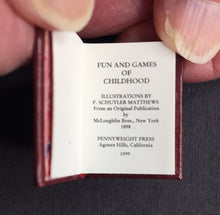 FUN AND GAMES
OF
CHILDHOOD
ILLUSTRATIONS BY
F. SCHUYLER MATTHEWS
From an Original Publication
by
McLoughlin Bros., New York
1898
PENNYWEIGHT PRESS
Agoura Hills, California
1999